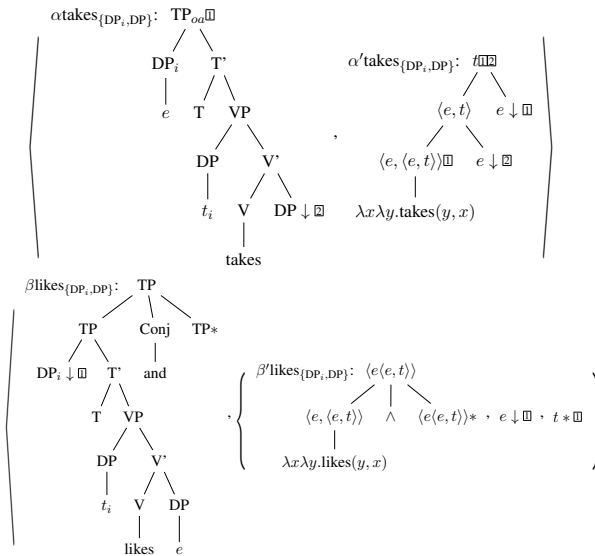 αtakes{DPi,DP}: TPoa1
DPi T’ α′takes{DPi,DP}: t12
e T VP ⟨e, t⟩ e ↓ 1
,
DP V’ ⟨e, ⟨e, t⟩⟩1 e ↓ 2
ti V DP ↓ 2 λxλy.takes(y, x)
takes
βlikes{DPi,DP}: TP
TP Conj TP∗
DPi ↓ 1 T’ and β′likes{DPi,DP}: ⟨e⟨e, t⟩⟩
T VP , ⟨e, ⟨e, t⟩⟩ ∧ ⟨e⟨e, t⟩⟩∗ , e ↓ 1 , t ∗ 1
DP V’ λxλy.likes(y, x)
ti V DP
likes e